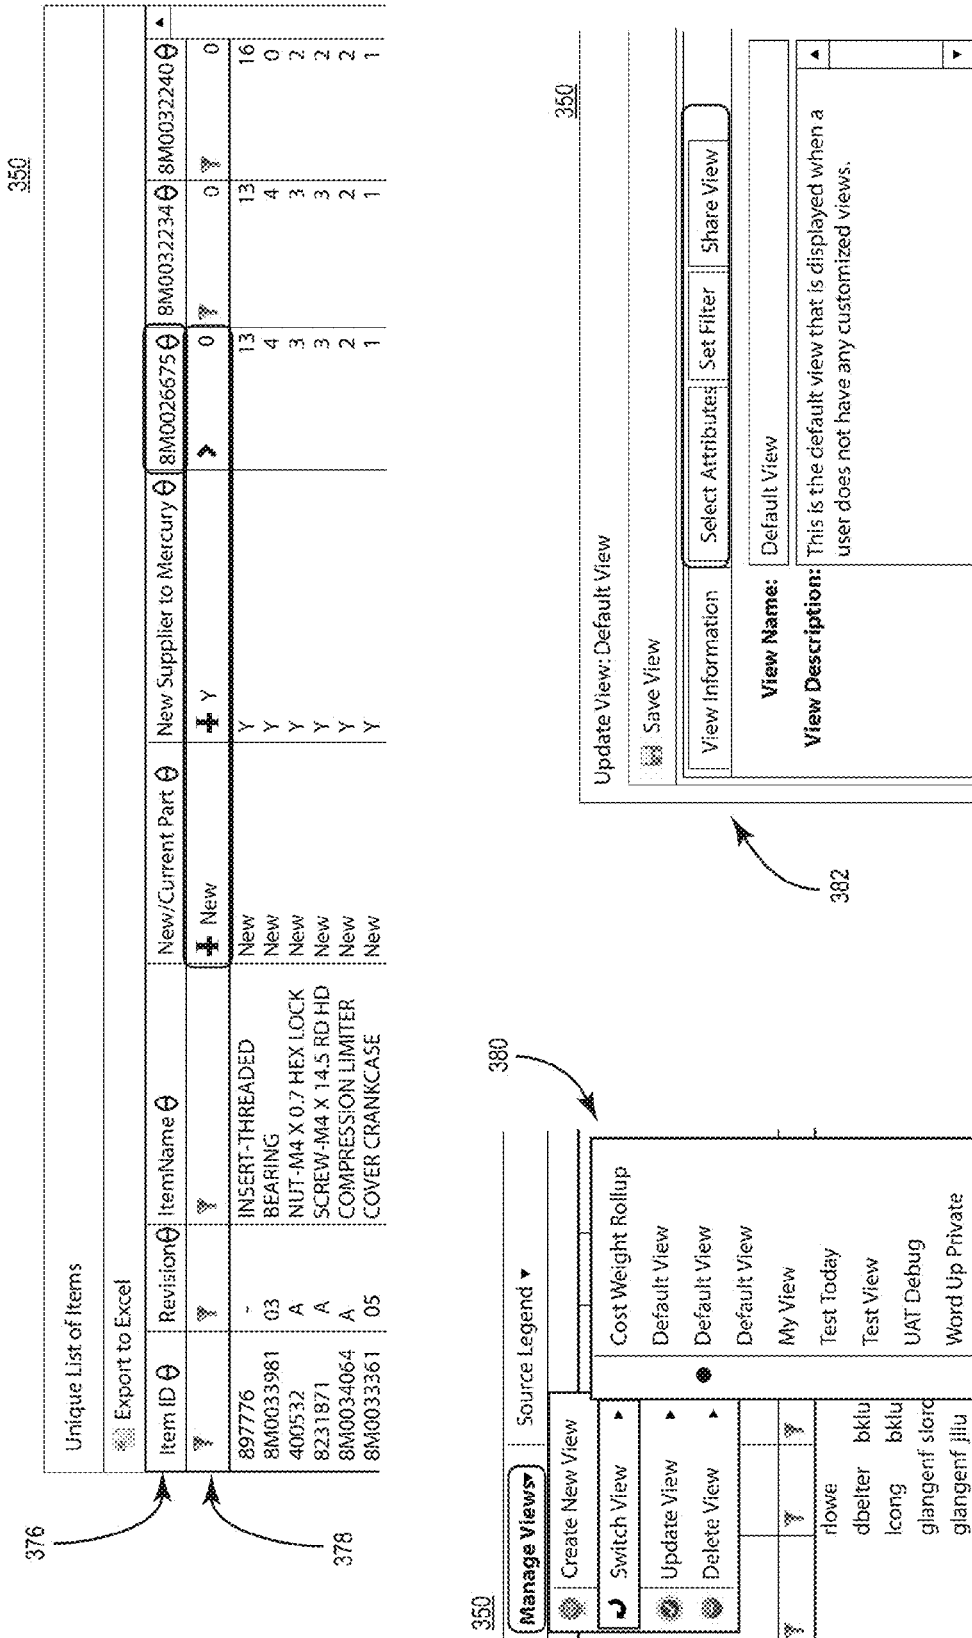 350
Unique List of Items
Export to Excel
376
Item ID Revision ItemName New/Current Part New Supplier to Mercury 8M0026675 8M0032234 8M0032240
378
New Y > 0 0 0
897776 - INSERT-THREADED New Y 13 13 16
8M0033981 03 BEARING New Y 4 4 0
400532 A NUT-M4 X 0.7 HEX LOCK New Y 3 3 2
8231871 A SCREW-M4 X 14.5 RD HD New Y 3 3 2
8M0034064 A COMPRESSION LIMITER New Y 2 2 2
8M0033361 05 COVER CRANKCASE New Y 1 1 1
350
Manage Views Source Legend
380
Create New View
Switch View
Update View
Delete View
Cost Weight Rollup
Default View
Default View
Default View
My View
Test Today
Test View
UAT Debug
Word Up Private
rlowe
dbelter bklu
lcong bklu
glangenf slord
glangenf jliu
350
Update View: Default View
Save View
382
View Information Select Attributes Set Filter Share View
View Name: Default View
View Description: This is the default view that is displayed when a
user does not have any customized views.